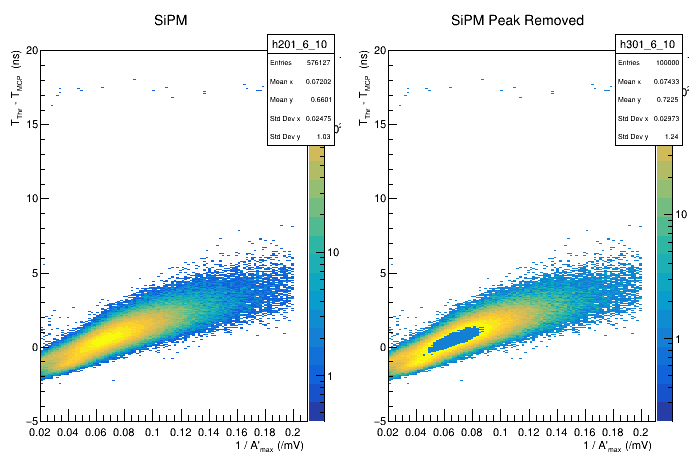 SiPM
h201_6_10
Entries 576127
Mean x 0.07202
Mean y 0.6601
Std Dev x 0.02475
Std Dev y 1.03
T_Thr - T_MCP (ns)
20
15
10
5
0
−5
0.02 0.04 0.06 0.08 0.1 0.12 0.14 0.16 0.18 0.2
1 / A'_max (/mV)
10
1
SiPM Peak Removed
h301_6_10
Entries 100000
Mean x 0.07433
Mean y 0.7225
Std Dev x 0.02973
Std Dev y 1.24
T_Thr - T_MCP (ns)
20
15
10
5
0
−5
0.02 0.04 0.06 0.08 0.1 0.12 0.14 0.16 0.18 0.2
1 / A'_max (/mV)
10
1